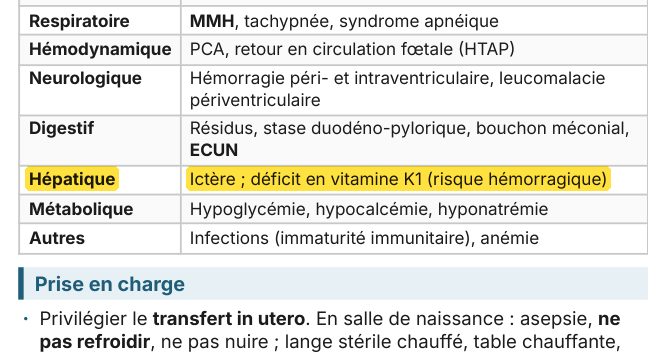 Respiratoire MMH, tachypnée, syndrome apnéique
Hémodynamique PCA, retour en circulation fœtale (HTAP)
Neurologique Hémorragie péri- et intraventriculaire, leucomalacie
périventriculaire
Digestif Résidus, stase duodéno-pylorique, bouchon méconial,
ECUN
Hépatique Ictère ; déficit en vitamine K1 (risque hémorragique)
Métabolique Hypoglycémie, hypocalcémie, hyponatrémie
Autres Infections (immaturité immunitaire), anémie
Prise en charge
· Privilégier le transfert in utero. En salle de naissance : asepsie, ne
pas refroidir, ne pas nuire ; lange stérile chauffé, table chauffante,